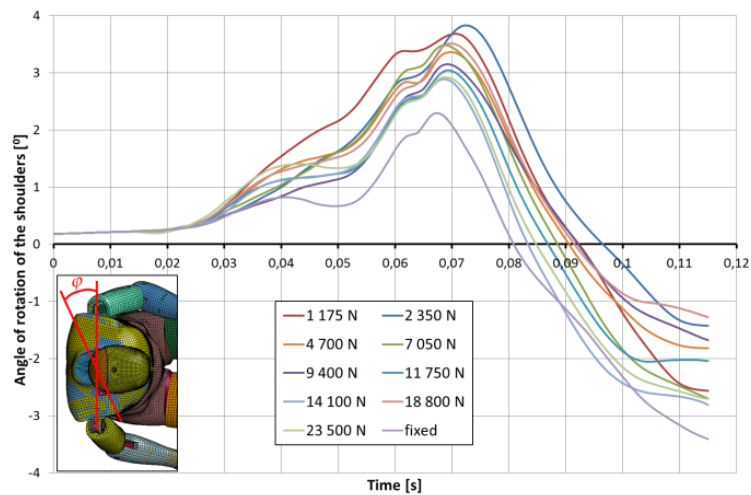 4
3
2
1
0
-1
-2
-3
-4
Angle of rotation of the shoulders [⁰]
0 0,01 0,02 0,03 0,04 0,05 0,06 0,07 0,08 0,09 0,1 0,11 0,12
φ
1 175 N 2 350 N
4 700 N 7 050 N
9 400 N 11 750 N
14 100 N 18 800 N
23 500 N fixed
Time [s]